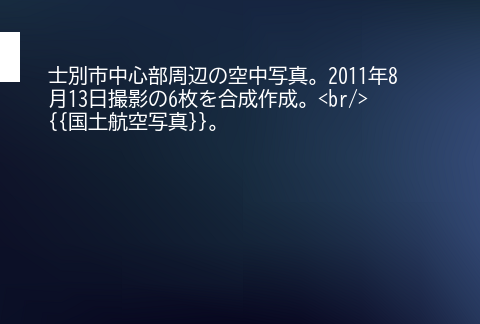 士別市中心部周辺の空中写真。2011年8
月13日撮影の6枚を合成作成。<br/>
{{国土航空写真}}。